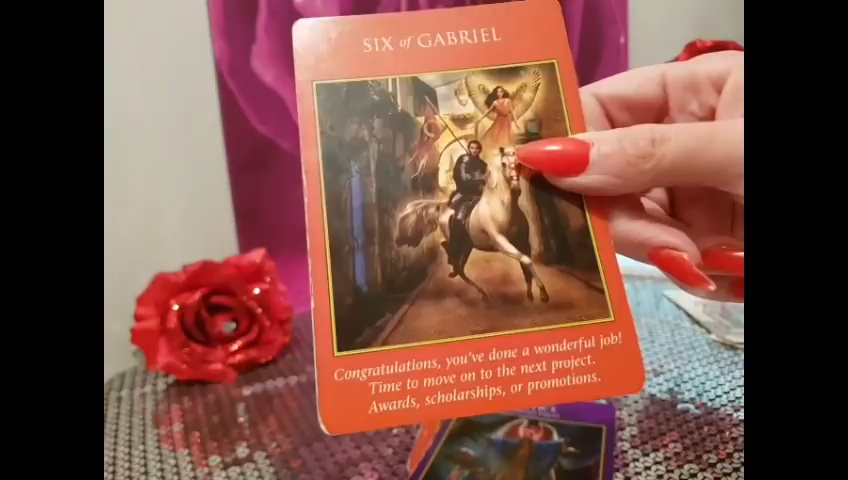 SIX of GABRIEL
Congratulations, you've done a wonderful job!
Time to move on to the next project.
Awards, scholarships, or promotions.